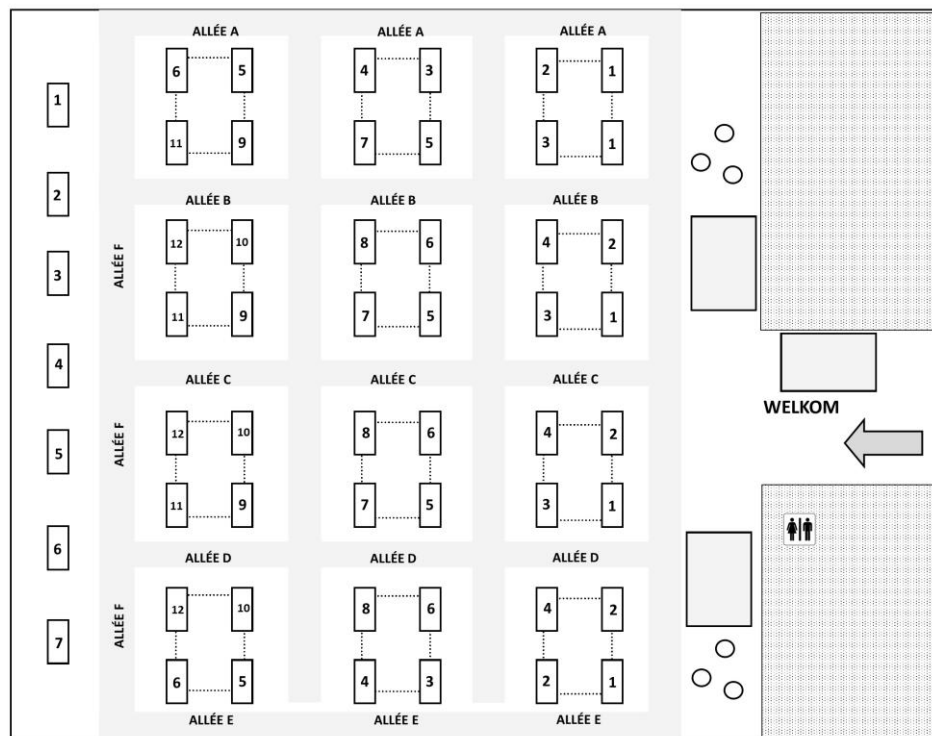 ALLÉE A ALLÉE A ALLÉE A
6 5 4 3 2 1
1
11 9 7 5 3 1
2
ALLÉE B ALLÉE B ALLÉE B
12 10 8 6 4 2
ALLÉE F
3
11 9 7 5 3 1
4
ALLÉE C ALLÉE C ALLÉE C
WELKOM
12 10 8 6 4 2
ALLÉE F
5
11 9 7 5 3 1
6
ALLÉE D ALLÉE D ALLÉE D
12 10 8 6 4 2
ALLÉE F
7
6 5 4 3 2 1
ALLÉE E ALLÉE E ALLÉE E